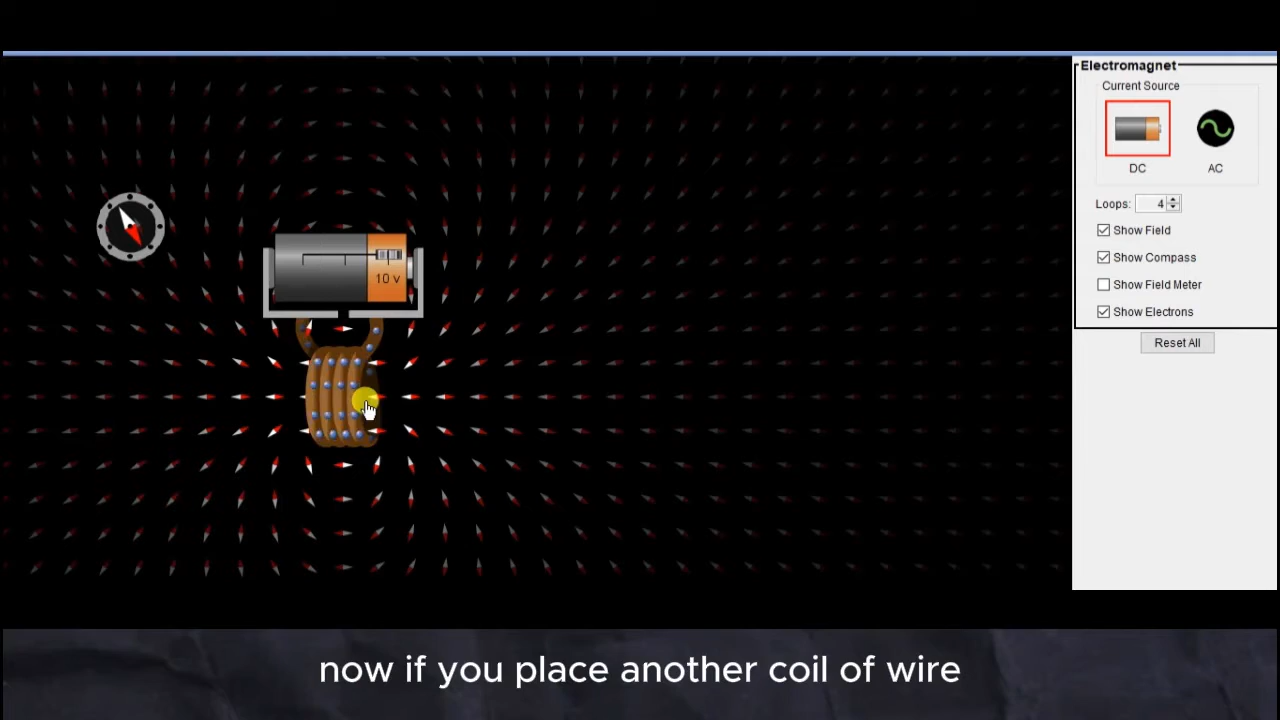 Electromagnet
Current Source
DC AC
Loops: 4
Show Field
Show Compass
Show Field Meter
Show Electrons
Reset All
10 v
now if you place another coil of wire